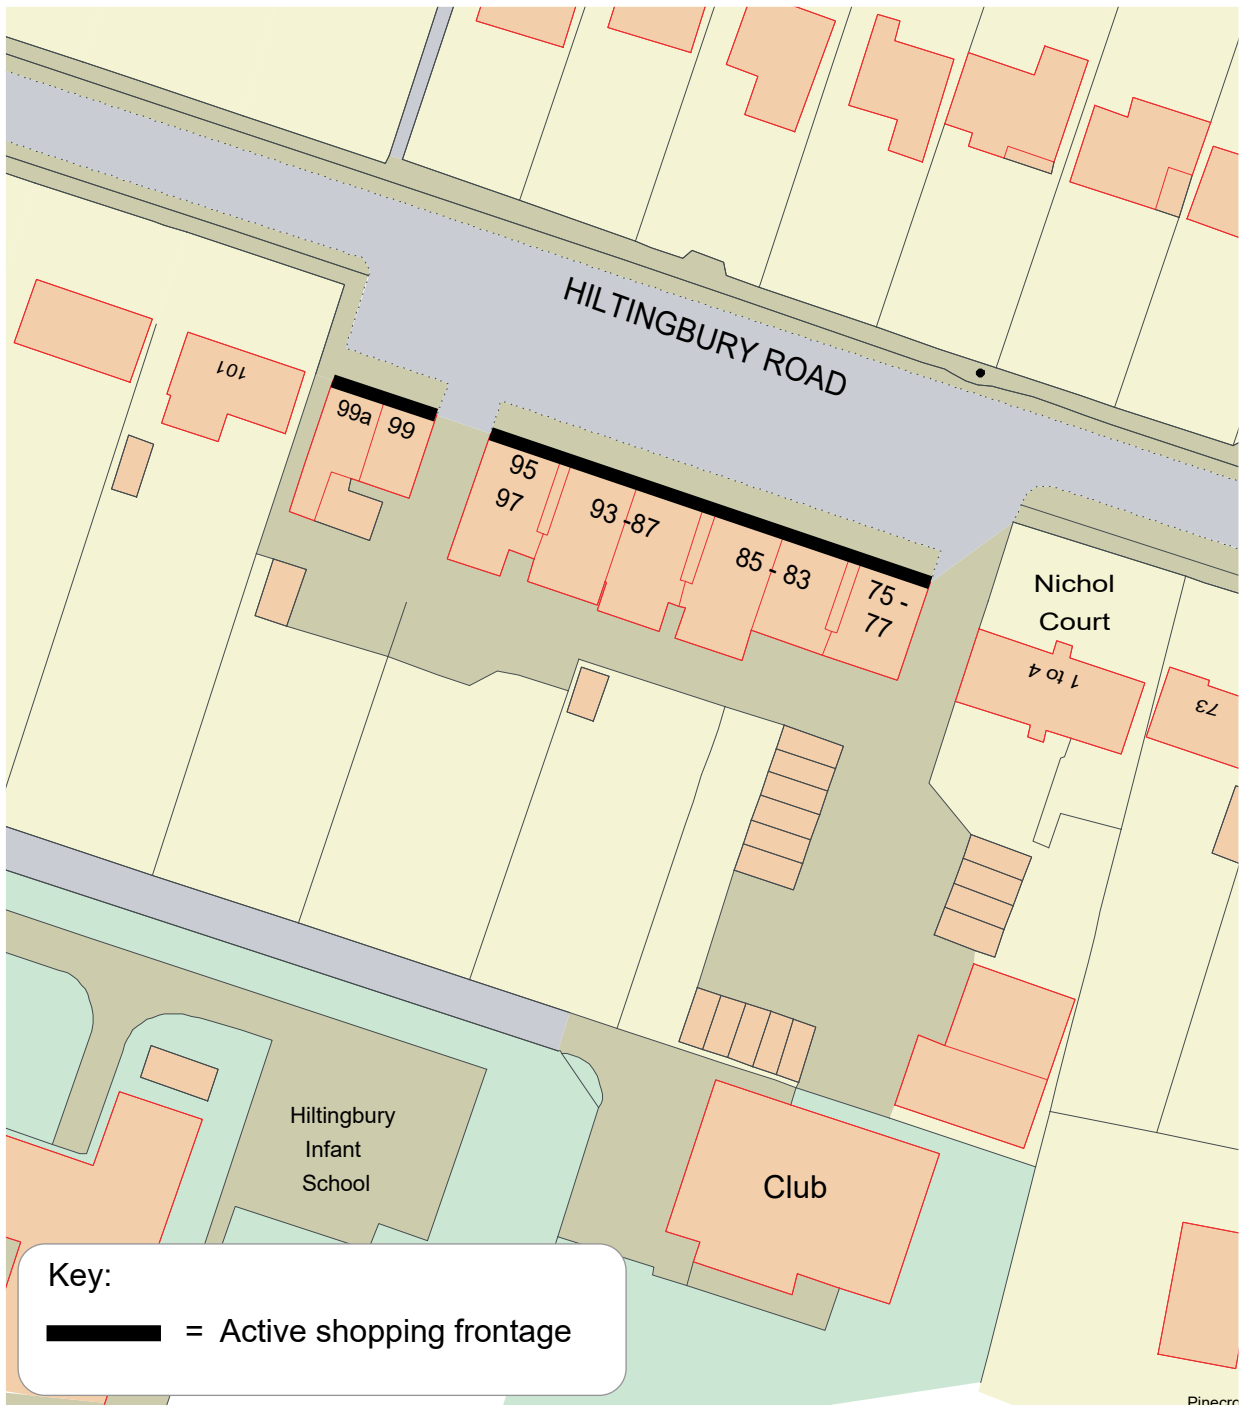 HILTINGBURY ROAD
101
99a
99
95
97
93 -87
85 - 83
75 -
77
Nichol
Court
1 to 4
73
Hiltingbury
Infant
School
Club
Key:
= Active shopping frontage
Pinecro